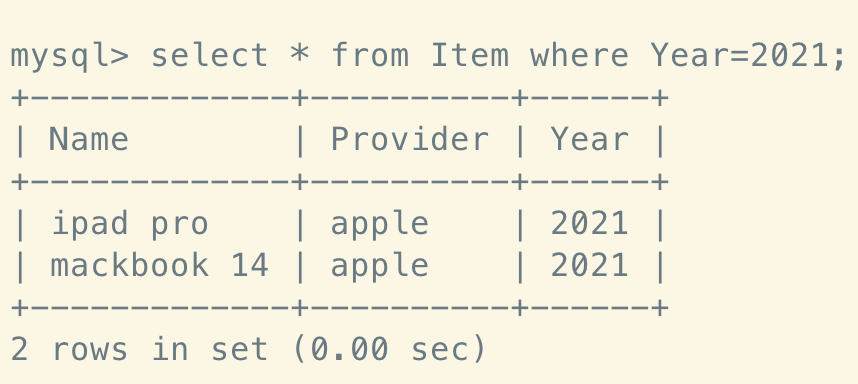 mysql> select * from Item where Year=2021;
+--------------+----------+------+
| Name         | Provider | Year |
+--------------+----------+------+
| ipad pro     | apple    | 2021 |
| mackbook 14 | apple    | 2021 |
+--------------+----------+------+
2 rows in set (0.00 sec)